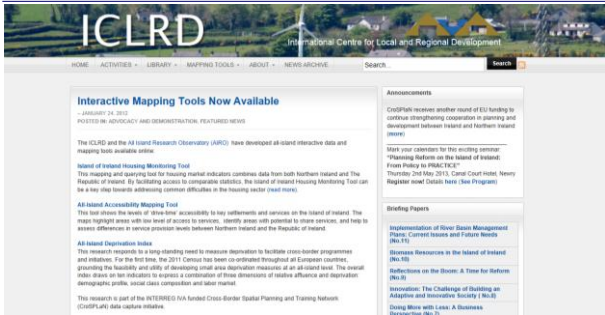 ICLRD
International Centre for Local and Regional Development
HOME ACTIVITIES LIBRARY MAPPING TOOLS ABOUT NEWS ARCHIVE Search... Search
Interactive Mapping Tools Now Available
– JANUARY 24, 2013
POSTED IN: ADVOCACY AND DEMONSTRATION, FEATURED NEWS
The ICLRD and the All Island Research Observatory (AIRO) have developed all-island interactive data and
mapping tools available online:
Island of Ireland Housing Monitoring Tool
This mapping and querying tool for housing market indicators combines data from both Northern Ireland and The
Republic of Ireland. By facilitating access to comparable statistics, the Island of Ireland Housing Monitoring Tool can
be a key step towards addressing common difficulties in the housing sector (read more).
All-Island Accessibility Mapping Tool
This tool shows the levels of 'drive-time' accessibility to key settlements and services on the Island of Ireland. The
maps highlight areas with low level of access to services, identify areas with potential to share services, and help to
assess differences in service provision levels between Northern Ireland and the Republic of Ireland.
All-Island Deprivation Index
This research responds to a long-standing need to measure deprivation to facilitate cross-border programmes
and initiatives. For the first time, the 2011 Census has been co-ordinated throughout all European countries,
grounding the feasibility and utility of developing small area deprivation measures at an all-island level. The overall
index draws on ten indicators to express a combination of three dimensions of relative affluence and deprivation:
demographic profile, social class composition and labor market.
This research is part of the INTERREG IVA funded Cross-Border Spatial Planning and Training Network
(CroSPLaN) data capture initiative.
Announcements
CroSPlaN receives another round of EU funding to
continue strengthening cooperation in planning and
development between Ireland and Northern Ireland
(more)
Mark your calendars for this exciting seminar:
"Planning Reform on the Island of Ireland:
From Policy to PRACTICE"
Thursday 2nd May 2013, Canal Court Hotel, Newry
Register now! Details here (See Program)
Briefing Papers
Implementation of River Basin Management
Plans: Current Issues and Future Needs
(No.11)
Biomass Resources in the Island of Ireland
(No.10)
Reflections on the Boom: A Time for Reform
(No.9)
Innovation: The Challenge of Building an
Adaptive and Innovative Society ( No.8)
Doing More with Less: A Business
Perspective (No.7)